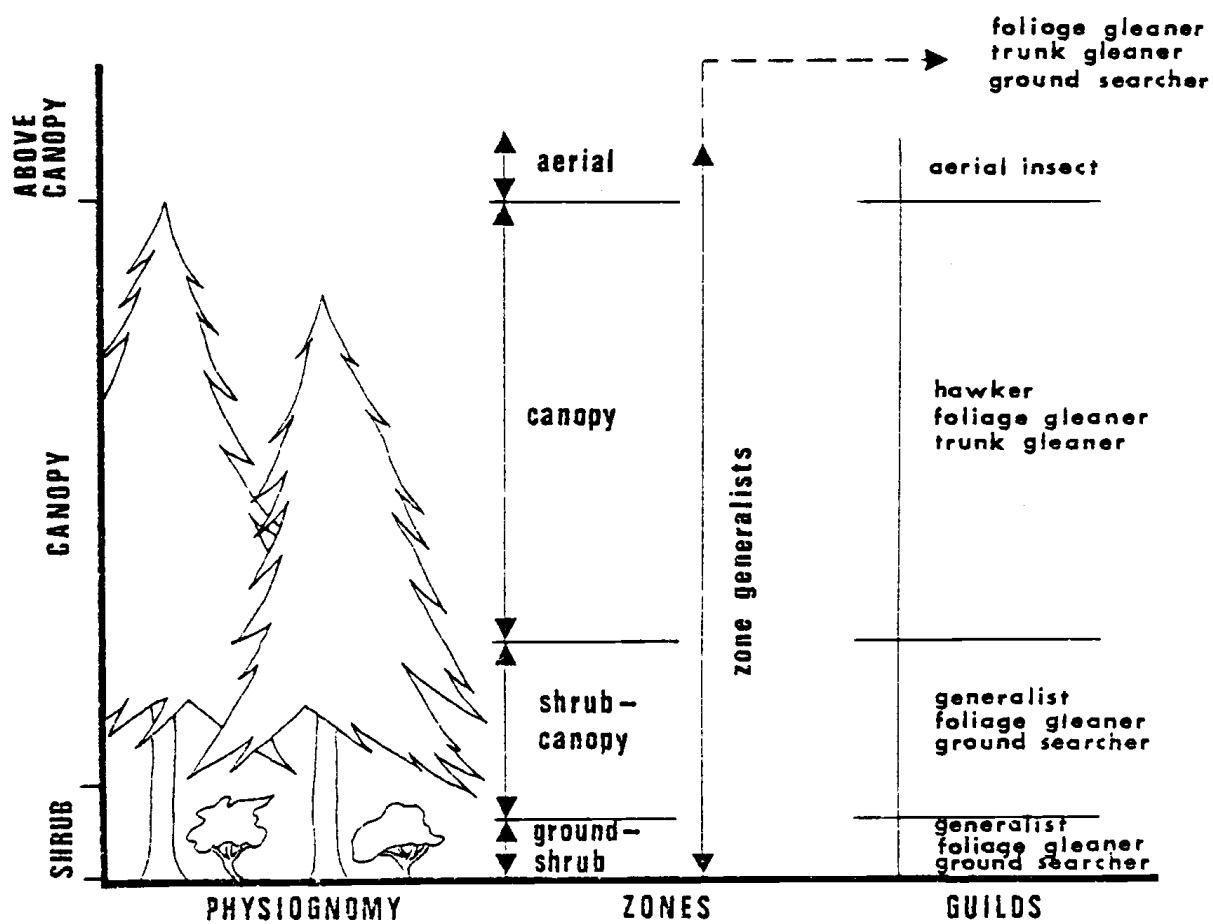 folioge gleaner
trunk gleaner
ground searcher
ABOVE
CANOPY
aerial
aerial insect
CANOPY
canopy
hawker
foliage gleaner
trunk gleaner
zone generalists
shrub-
canopy
generalist
foliage gleaner
ground searcher
SHRUB
ground-
shrub
generalist
foliage gleaner
ground searcher
PHYSIOGNOMY
ZONES
GUILDS